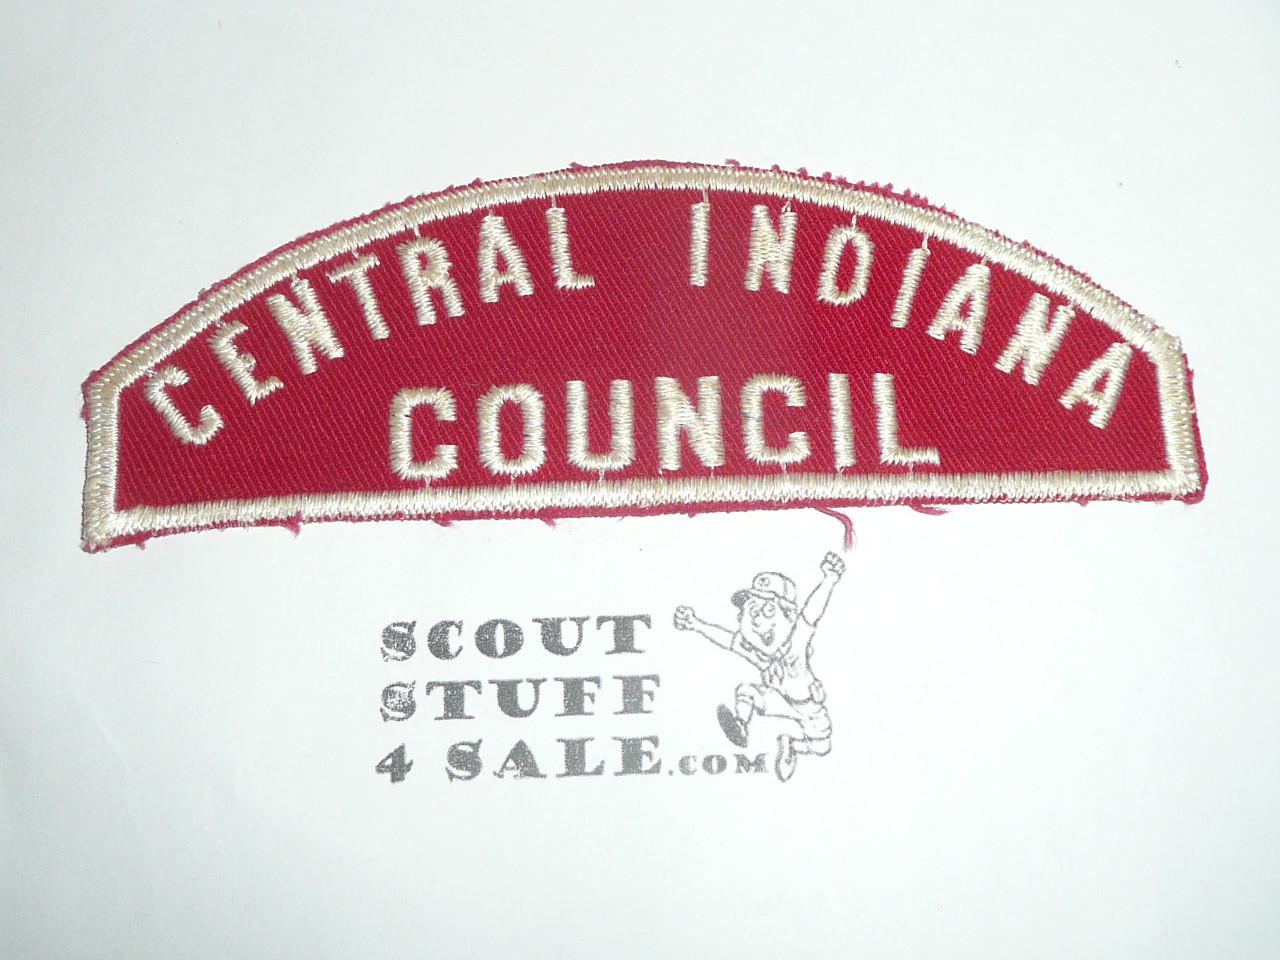 CENTRAL INDIANA
COUNCIL
SCOUT
STUFF
4 SALE.COM